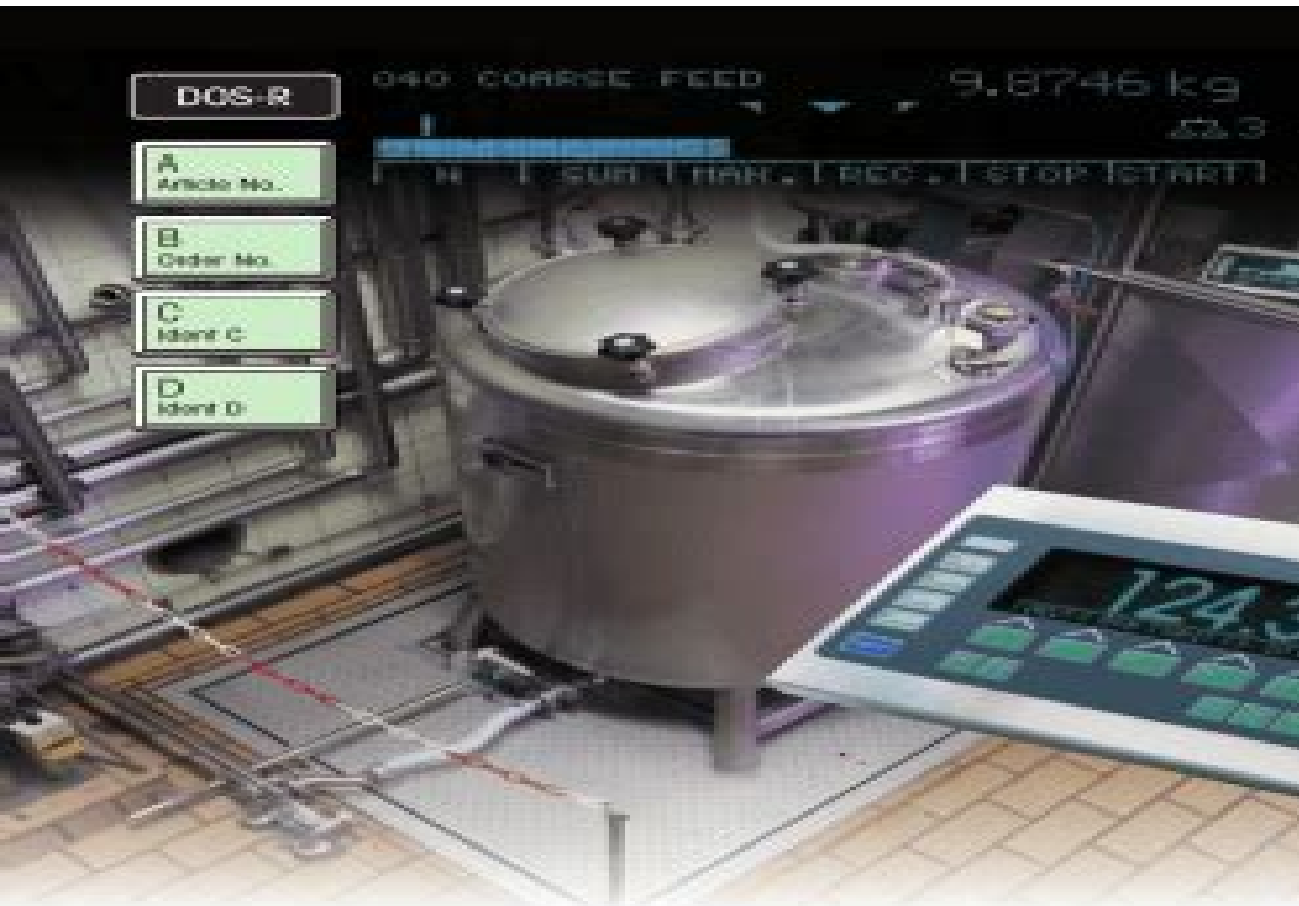 DOS-R
040 COARSE FEED 9.8746 kg
3
N SUM MAN. REC. STOP START
A
Article No.
B
Order No.
C
Ident C
D
Ident D
124.3